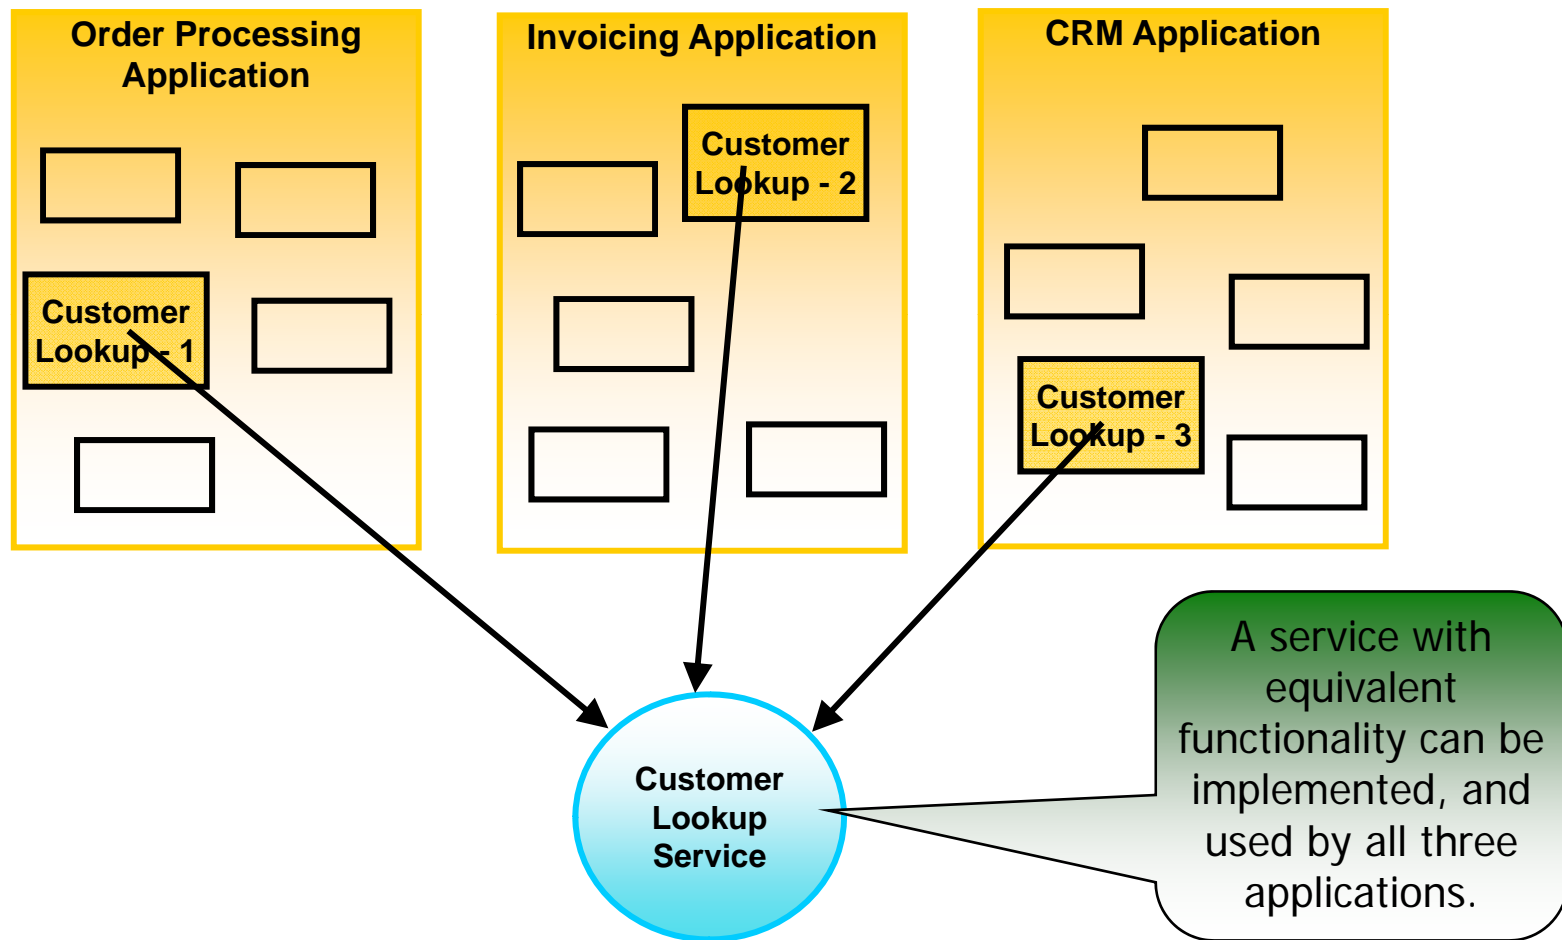 Order Processing
Application
Invoicing Application
CRM Application
Customer
Lookup - 1
Customer
Lookup - 2
Customer
Lookup - 3
Customer
Lookup
Service
A service with
equivalent
functionality can be
implemented, and
used by all three
applications.